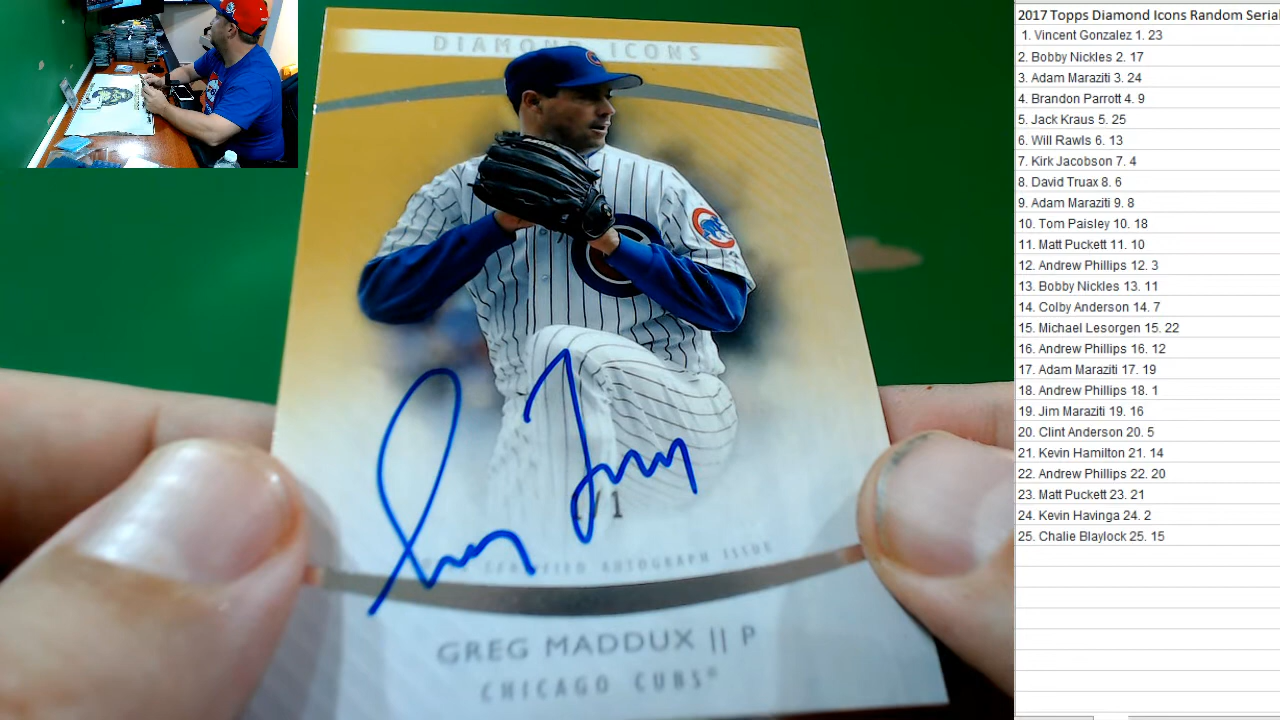 DIAMOND ICONS
/1
CERTIFIED AUTOGRAPH ISSUE
GREG MADDUX || P
CHICAGO CUBS®
2017 Topps Diamond Icons Random Serial
1. Vincent Gonzalez 1. 23
2. Bobby Nickles 2. 17
3. Adam Maraziti 3. 24
4. Brandon Parrott 4. 9
5. Jack Kraus 5. 25
6. Will Rawls 6. 13
7. Kirk Jacobson 7. 4
8. David Truax 8. 6
9. Adam Maraziti 9. 8
10. Tom Paisley 10. 18
11. Matt Puckett 11. 10
12. Andrew Phillips 12. 3
13. Bobby Nickles 13. 11
14. Colby Anderson 14. 7
15. Michael Lesorgen 15. 22
16. Andrew Phillips 16. 12
17. Adam Maraziti 17. 19
18. Andrew Phillips 18. 1
19. Jim Maraziti 19. 16
20. Clint Anderson 20. 5
21. Kevin Hamilton 21. 14
22. Andrew Phillips 22. 20
23. Matt Puckett 23. 21
24. Kevin Havinga 24. 2
25. Chalie Blaylock 25. 15